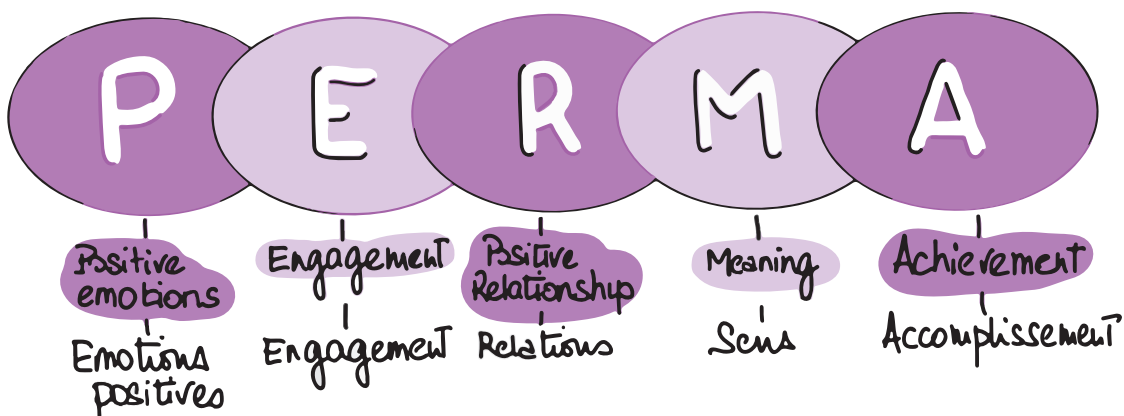 P E R M A
Positive
emotions
Engagement
Positive
Relationship
Meaning
Achievement
Emotions
positives
Engagement
Relations
Sens
Accomplissement